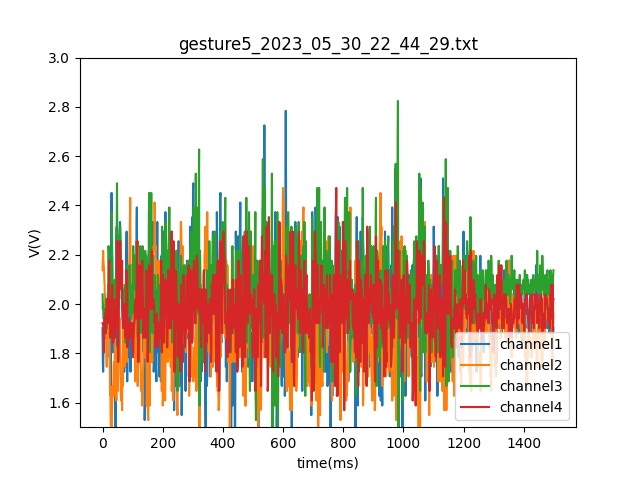 gesture5_2023_05_30_22_44_29.txt
V(V)
3.0
2.8
2.6
2.4
2.2
2.0
1.8
1.6
channel1
channel2
channel3
channel4
0 200 400 600 800 1000 1200 1400
time(ms)